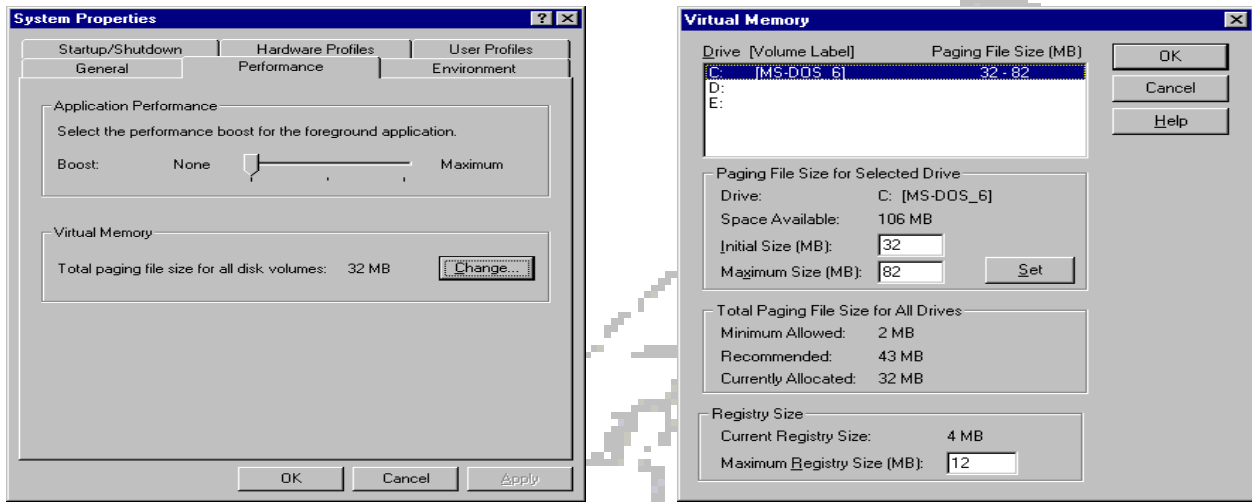 System Properties
Startup/Shutdown Hardware Profiles User Profiles
General Performance Environment
Application Performance
Select the performance boost for the foreground application.
Boost: None Maximum
Virtual Memory
Total paging file size for all disk volumes: 32 MB Change...
OK Cancel Apply
Virtual Memory
Drive [Volume Label] Paging File Size (MB)
C: [MS-DOS_6] 32 - 82
D:
E:
OK
Cancel
Help
Paging File Size for Selected Drive
Drive: C: [MS-DOS_6]
Space Available: 106 MB
Initial Size (MB): 32
Maximum Size (MB): 82 Set
Total Paging File Size for All Drives
Minimum Allowed: 2 MB
Recommended: 43 MB
Currently Allocated: 32 MB
Registry Size
Current Registry Size: 4 MB
Maximum Registry Size (MB): 12